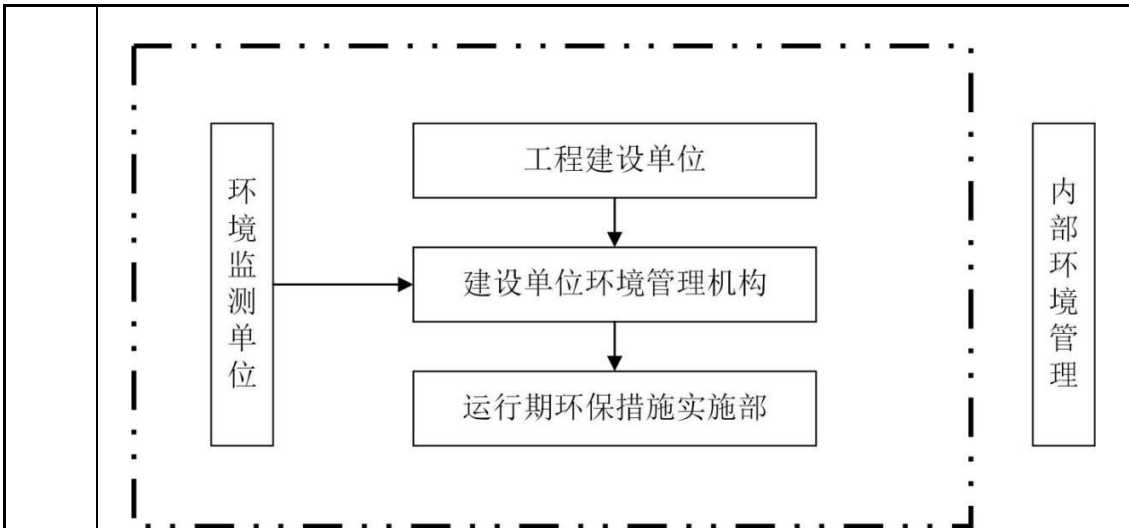 工程建设单位
环境监测单位
建设单位环境管理机构
运行期环保措施实施部
内部环境管理